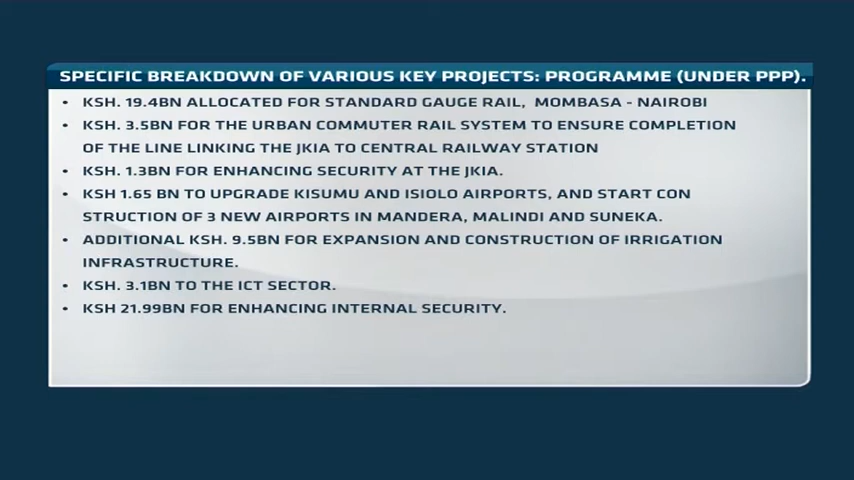 SPECIFIC BREAKDOWN OF VARIOUS KEY PROJECTS: PROGRAMME (UNDER PPP).
• KSH. 19.4BN ALLOCATED FOR STANDARD GAUGE RAIL, MOMBASA - NAIROBI
• KSH. 3.5BN FOR THE URBAN COMMUTER RAIL SYSTEM TO ENSURE COMPLETION
OF THE LINE LINKING THE JKIA TO CENTRAL RAILWAY STATION
• KSH. 1.3BN FOR ENHANCING SECURITY AT THE JKIA.
• KSH 1.65 BN TO UPGRADE KISUMU AND ISIOLO AIRPORTS, AND START CON
STRUCTION OF 3 NEW AIRPORTS IN MANDERA, MALINDI AND SUNEKA.
• ADDITIONAL KSH. 9.5BN FOR EXPANSION AND CONSTRUCTION OF IRRIGATION
INFRASTRUCTURE.
• KSH. 3.1BN TO THE ICT SECTOR.
• KSH 21.99BN FOR ENHANCING INTERNAL SECURITY.